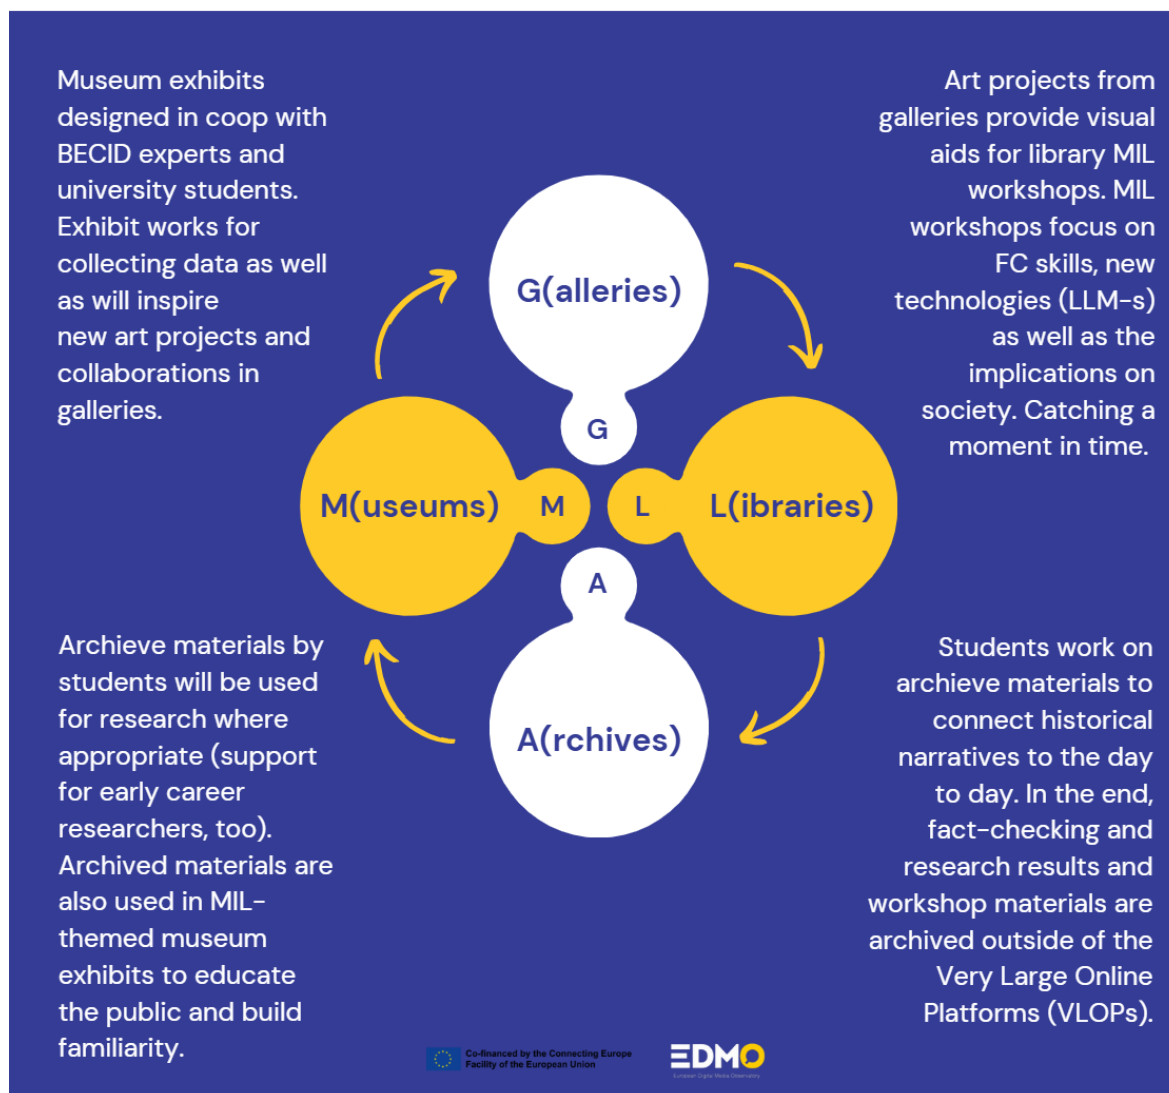 Museum exhibits
designed in coop with
BECID experts and
university students.
Exhibit works for
collecting data as well
as will inspire
new art projects and
collaborations in
galleries.
Art projects from
galleries provide visual
aids for library MIL
workshops. MIL
workshops focus on
FC skills, new
technologies (LLM-s)
as well as the
implications on
society. Catching a
moment in time.
G(alleries)
G
M(useums)
M
L
L(ibraries)
A
A(rchives)
Archieve materials by
students will be used
for research where
appropriate (support
for early career
researchers, too).
Archived materials are
also used in MIL-
themed museum
exhibits to educate
the public and build
familiarity.
Students work on
archieve materials to
connect historical
narratives to the day
to day. In the end,
fact-checking and
research results and
workshop materials are
archived outside of the
Very Large Online
Platforms (VLOPs).
Co-financed by the Connecting Europe
Facility of the European Union
EDMO
European Digital Media Observatory